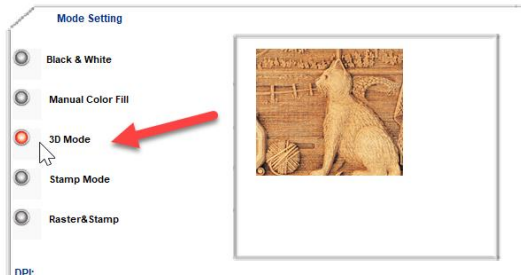 Mode Setting
Black & White
Manual Color Fill
3D Mode
Stamp Mode
Raster&Stamp
DPI: